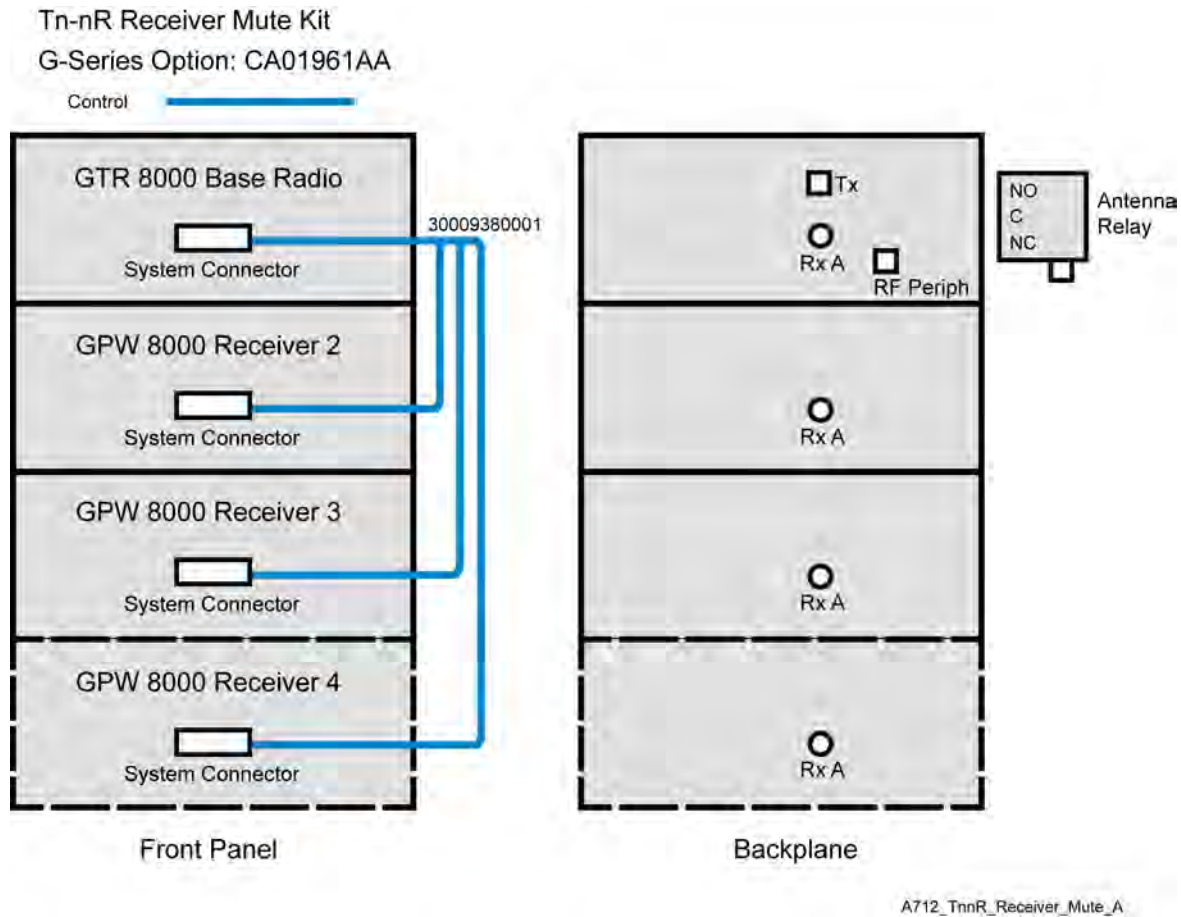 Tn-nR Receiver Mute Kit
G-Series Option: CA01961AA
Control
GTR 8000 Base Radio
System Connector
30009380001
GPW 8000 Receiver 2
System Connector
GPW 8000 Receiver 3
System Connector
GPW 8000 Receiver 4
System Connector
Front Panel
Tx
Rx A
RF Periph
Rx A
Rx A
Rx A
Backplane
NO
C
NC
Antenna
Relay
A712_TnnR_Receiver_Mute_A